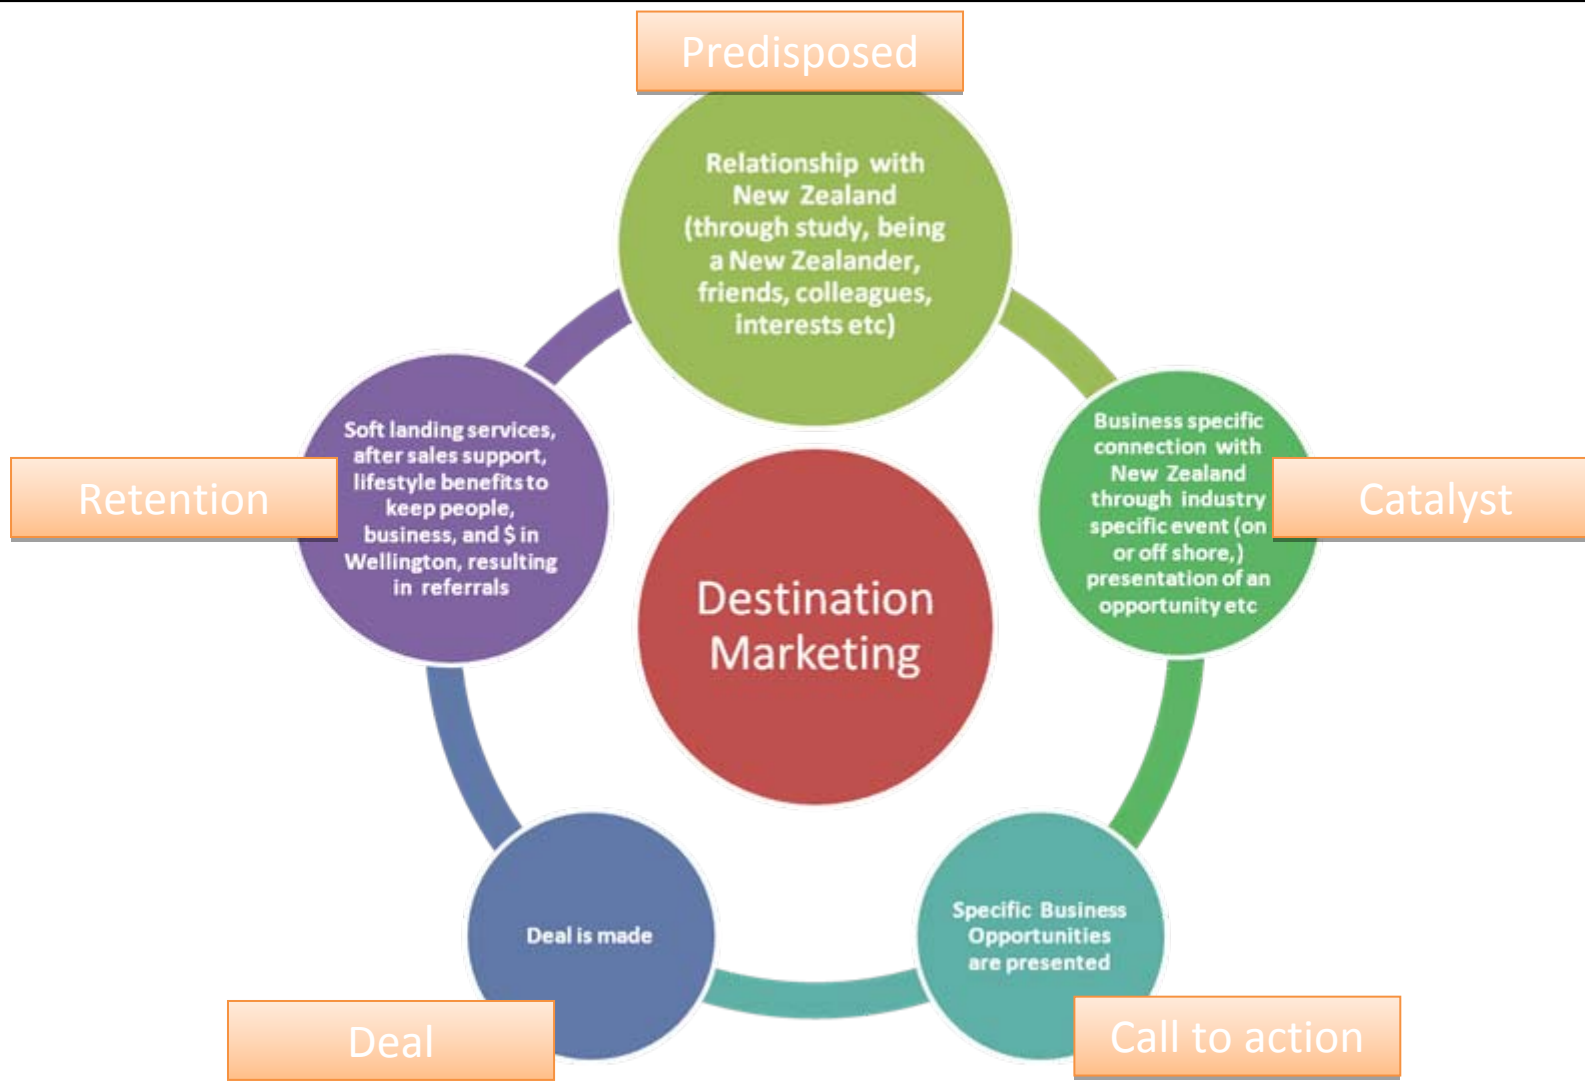 Predisposed
Relationship with
New Zealand
(through study, being
a New Zealander,
friends, colleagues,
interests etc)
Business specific
connection with
New Zealand
through industry
specific event (on
or off shore,)
presentation of an
opportunity etc
Catalyst
Specific Business
Opportunities
are presented
Call to action
Deal is made
Deal
Soft landing services,
after sales support,
lifestyle benefits to
keep people,
business, and $ in
Wellington, resulting
in referrals
Retention
Destination
Marketing